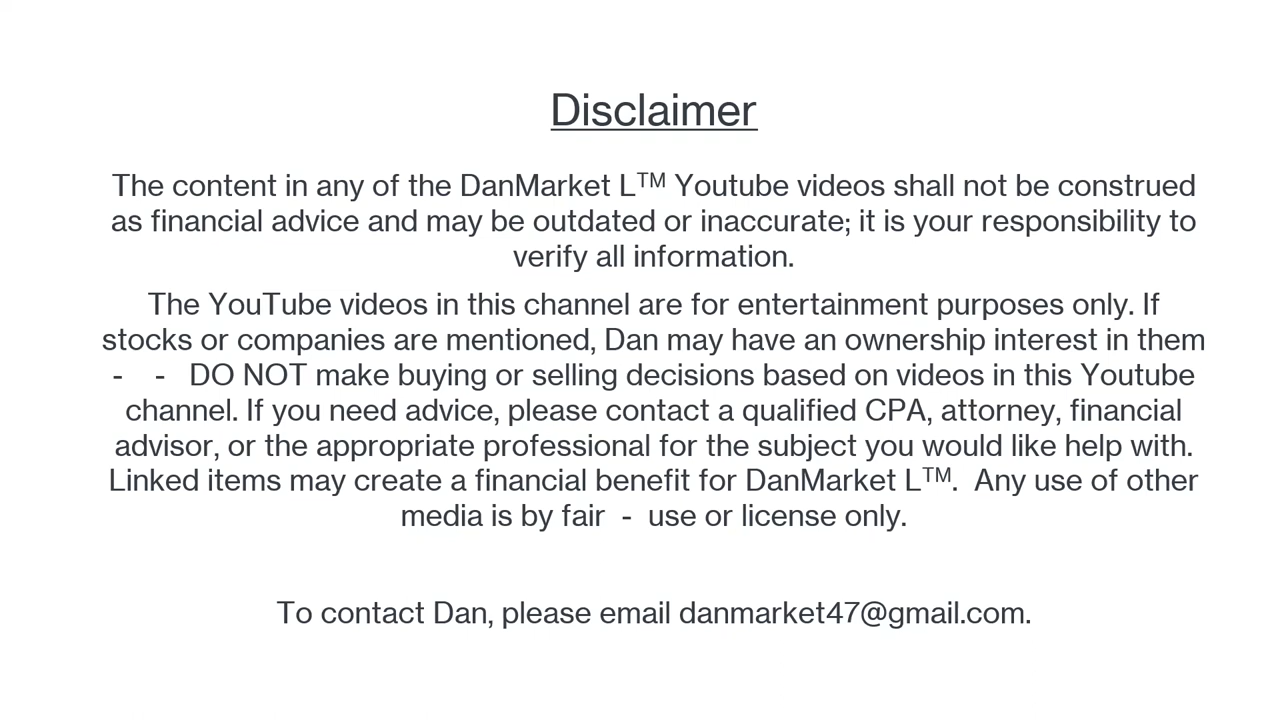 Disclaimer
The content in any of the DanMarket L™ Youtube videos shall not be construed
as financial advice and may be outdated or inaccurate; it is your responsibility to
verify all information.
The YouTube videos in this channel are for entertainment purposes only. If
stocks or companies are mentioned, Dan may have an ownership interest in them
- - DO NOT make buying or selling decisions based on videos in this Youtube
channel. If you need advice, please contact a qualified CPA, attorney, financial
advisor, or the appropriate professional for the subject you would like help with.
Linked items may create a financial benefit for DanMarket L™. Any use of other
media is by fair - use or license only.
To contact Dan, please email danmarket47@gmail.com.